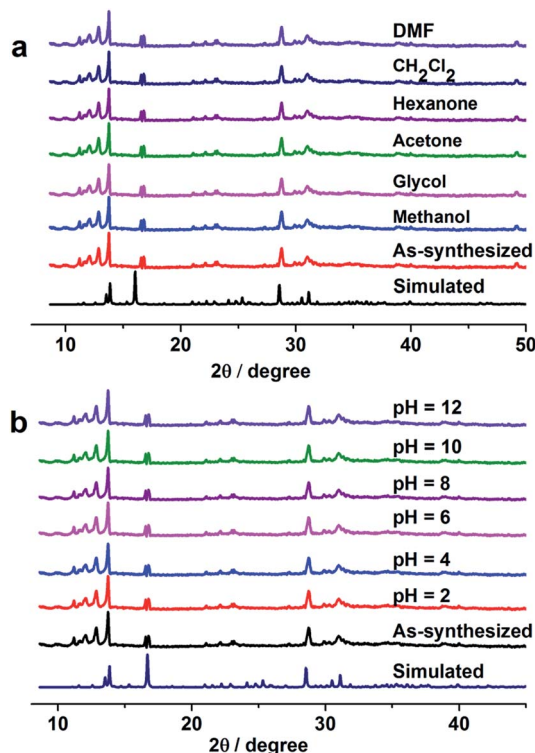 a
DMF
CH₂Cl₂
Hexanone
Acetone
Glycol
Methanol
As-synthesized
Simulated
10 20 30 40 50
2θ / degree
b
pH = 12
pH = 10
pH = 8
pH = 6
pH = 4
pH = 2
As-synthesized
Simulated
10 20 30 40
2θ / degree